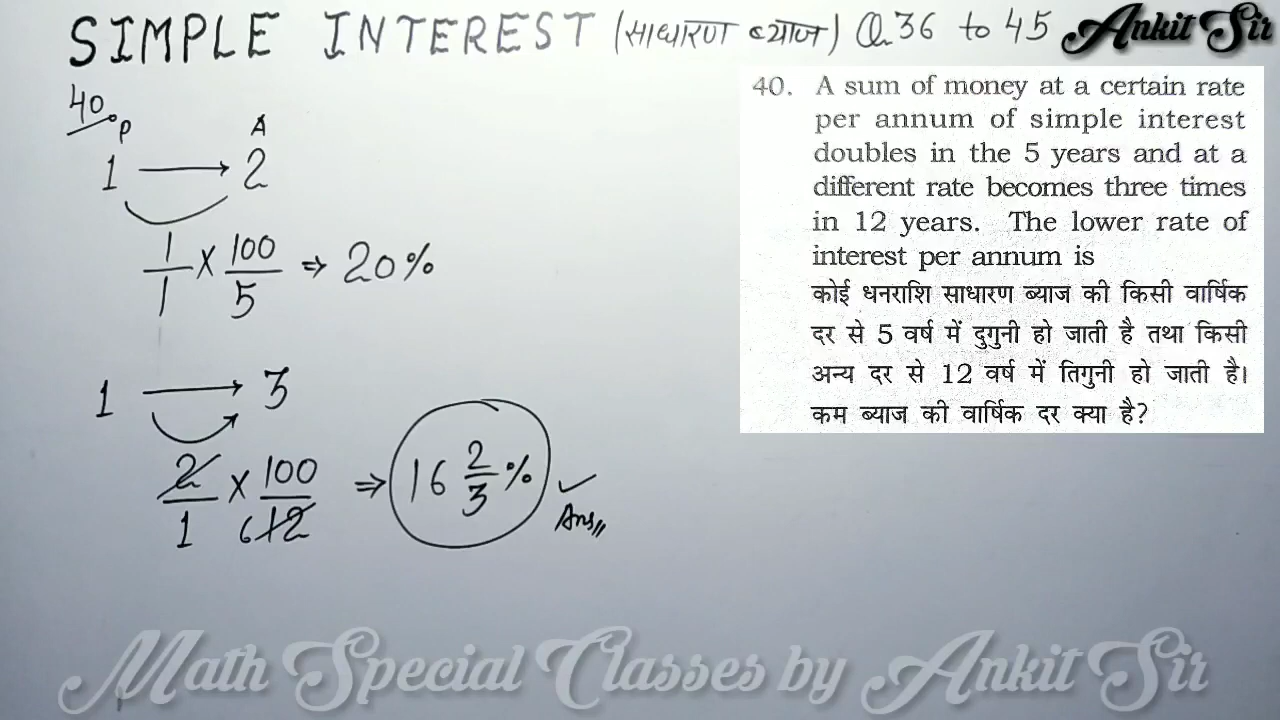 SIMPLE INTEREST (साधारण ब्याज) Q.36 to 45 Ankit Sir
40.
P A
1 → 2
1/1 × 100/5 ⇒ 20%
1 → 3
2/1 × 100/12 6 ⇒ 16 2/3 % ✓
Ans
40. A sum of money at a certain rate
per annum of simple interest
doubles in the 5 years and at a
different rate becomes three times
in 12 years. The lower rate of
interest per annum is
कोई धनराशि साधारण ब्याज की किसी वार्षिक
दर से 5 वर्ष में दुगुनी हो जाती है तथा किसी
अन्य दर से 12 वर्ष में तिगुनी हो जाती है।
कम ब्याज की वार्षिक दर क्या है?
Math Special Classes by Ankit Sir